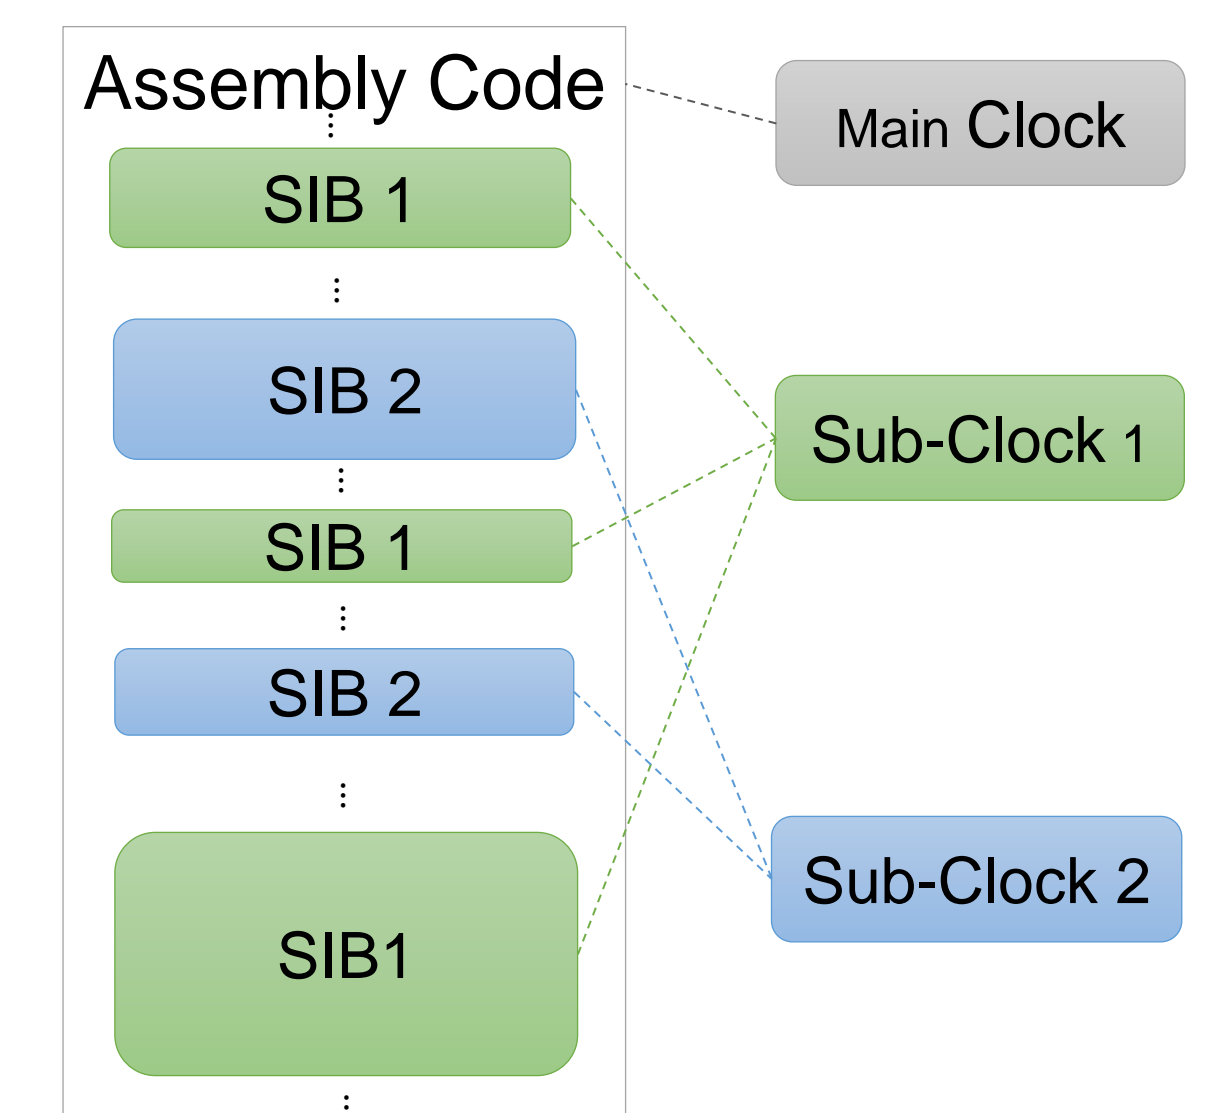 Assembly Code
Main Clock
SIB 1
SIB 2
Sub-Clock 1
SIB 1
SIB 2
Sub-Clock 2
SIB1